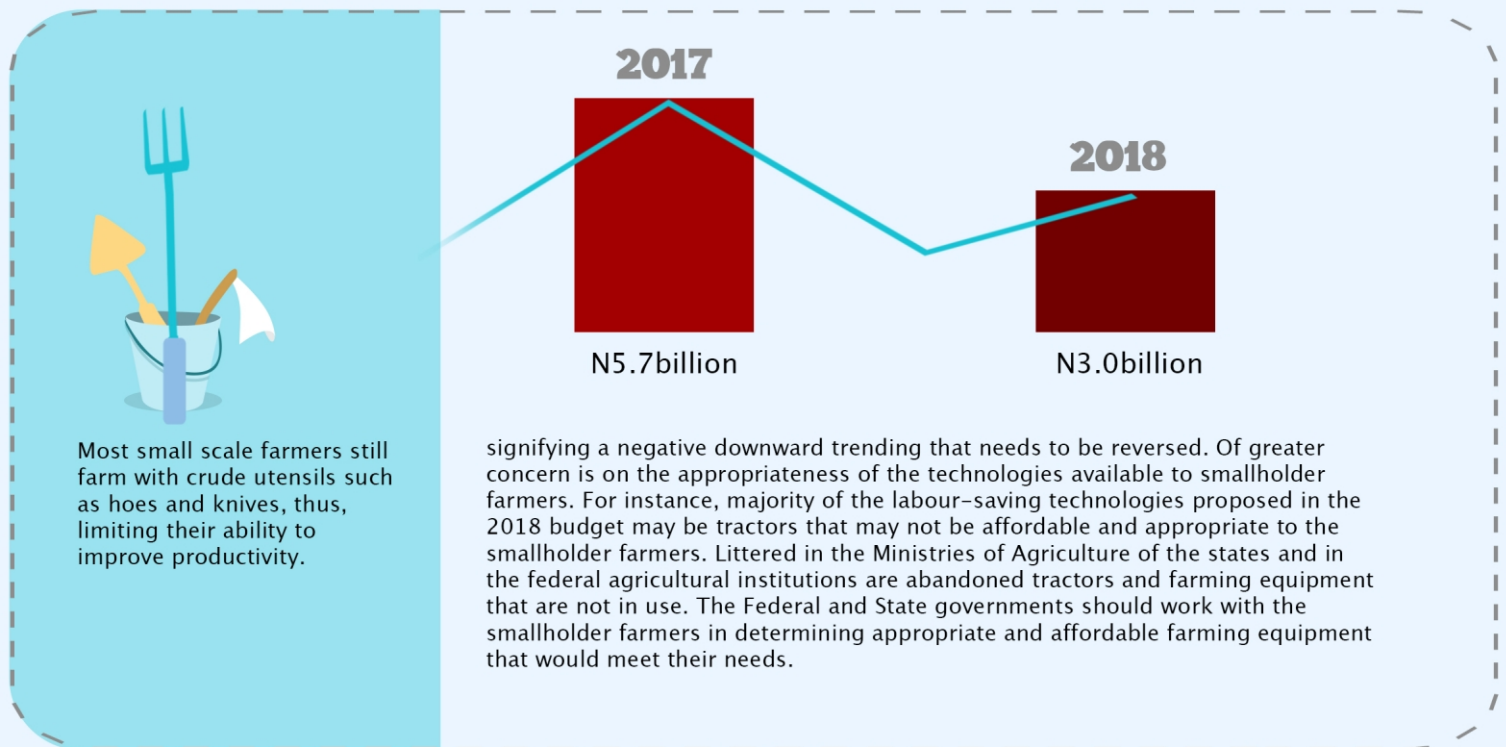 2017
2018
N5.7billion
N3.0billion
Most small scale farmers still
farm with crude utensils such
as hoes and knives, thus,
limiting their ability to
improve productivity.
signifying a negative downward trending that needs to be reversed. Of greater
concern is on the appropriateness of the technologies available to smallholder
farmers. For instance, majority of the labour-saving technologies proposed in the
2018 budget may be tractors that may not be affordable and appropriate to the
smallholder farmers. Littered in the Ministries of Agriculture of the states and in
the federal agricultural institutions are abandoned tractors and farming equipment
that are not in use. The Federal and State governments should work with the
smallholder farmers in determining appropriate and affordable farming equipment
that would meet their needs.